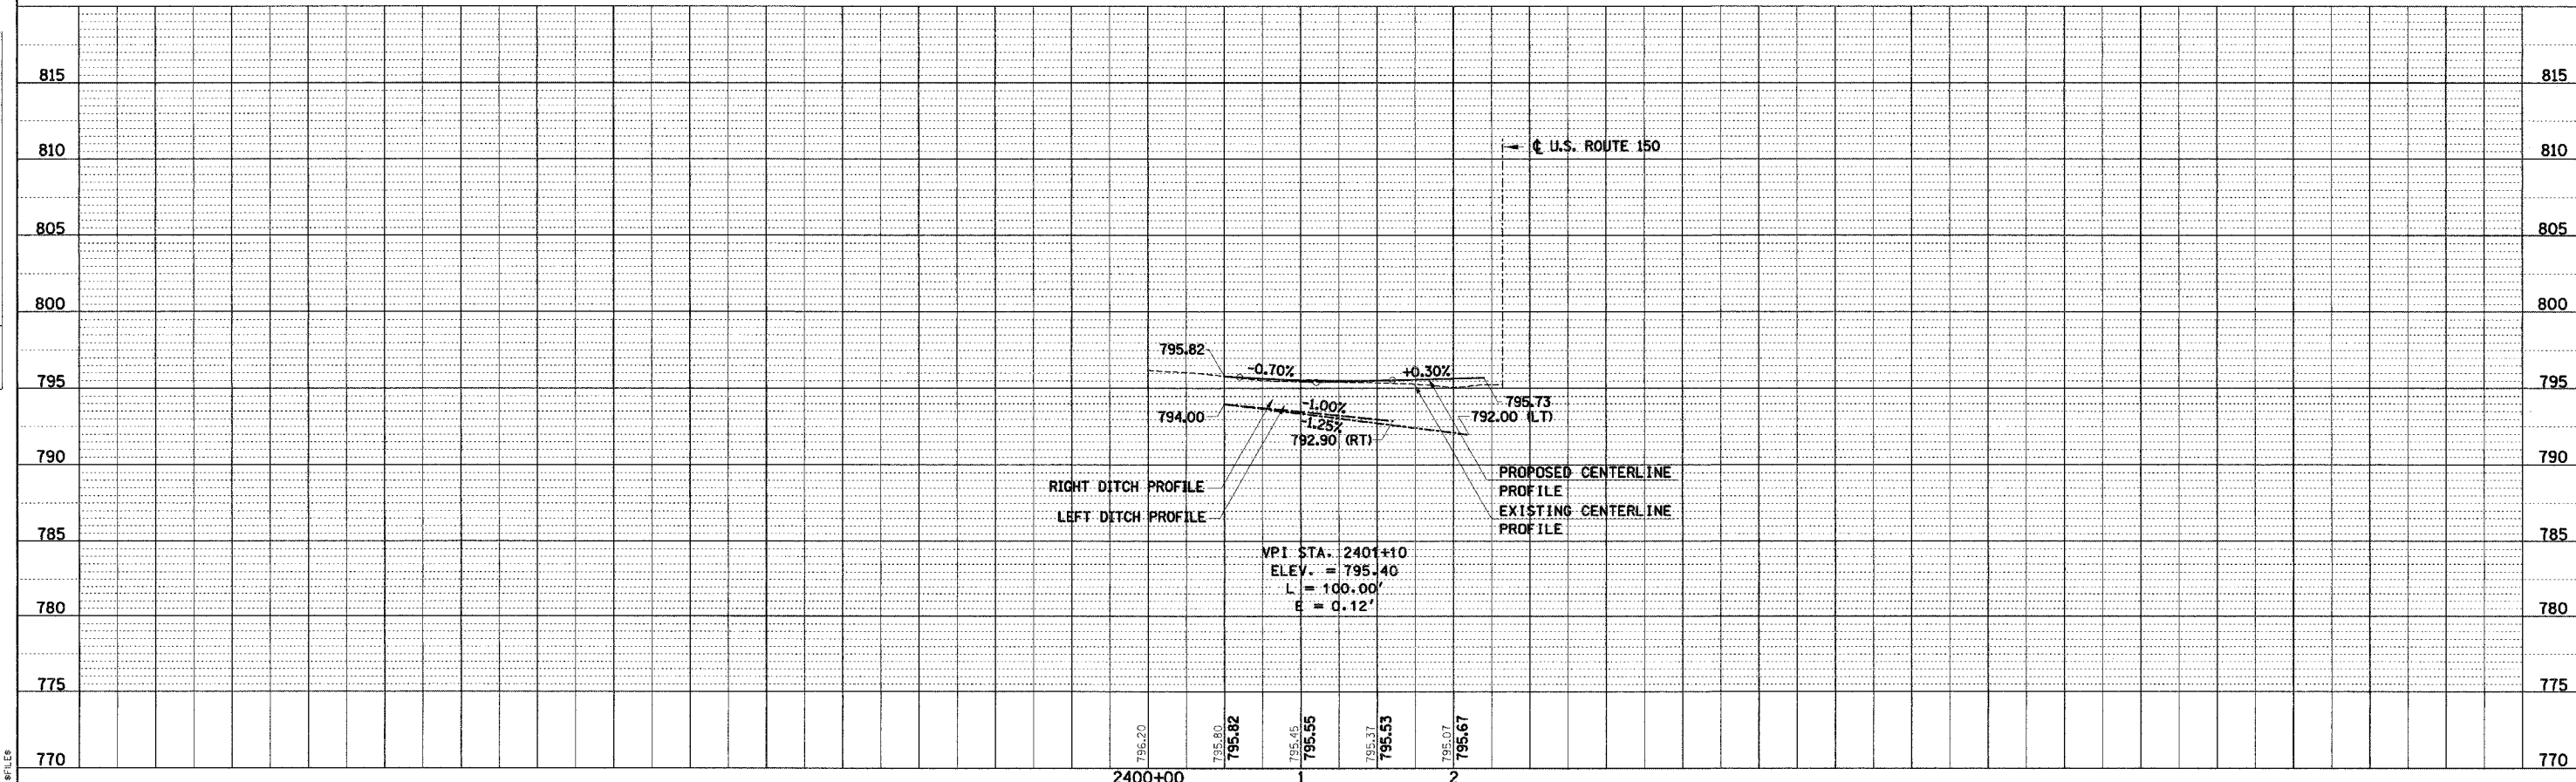 815 815
810 810
℄ U.S. ROUTE 150
805 805
800 800
795.82
-0.70%
+0.30%
795 795
794.00
-1.00%
-1.25%
792.90 (RT)
795.73
792.00 (LT)
790 790
RIGHT DITCH PROFILE
LEFT DITCH PROFILE
PROPOSED CENTERLINE
PROFILE
EXISTING CENTERLINE
PROFILE
785 785
VPI STA. 2401+10
ELEV. = 795.40
L = 100.00'
E = 0.12'
780 780
775 775
796.20
795.80
795.82
795.45
795.55
795.37
795.53
795.07
795.67
770 770
2400+00 1 2
$FILE$